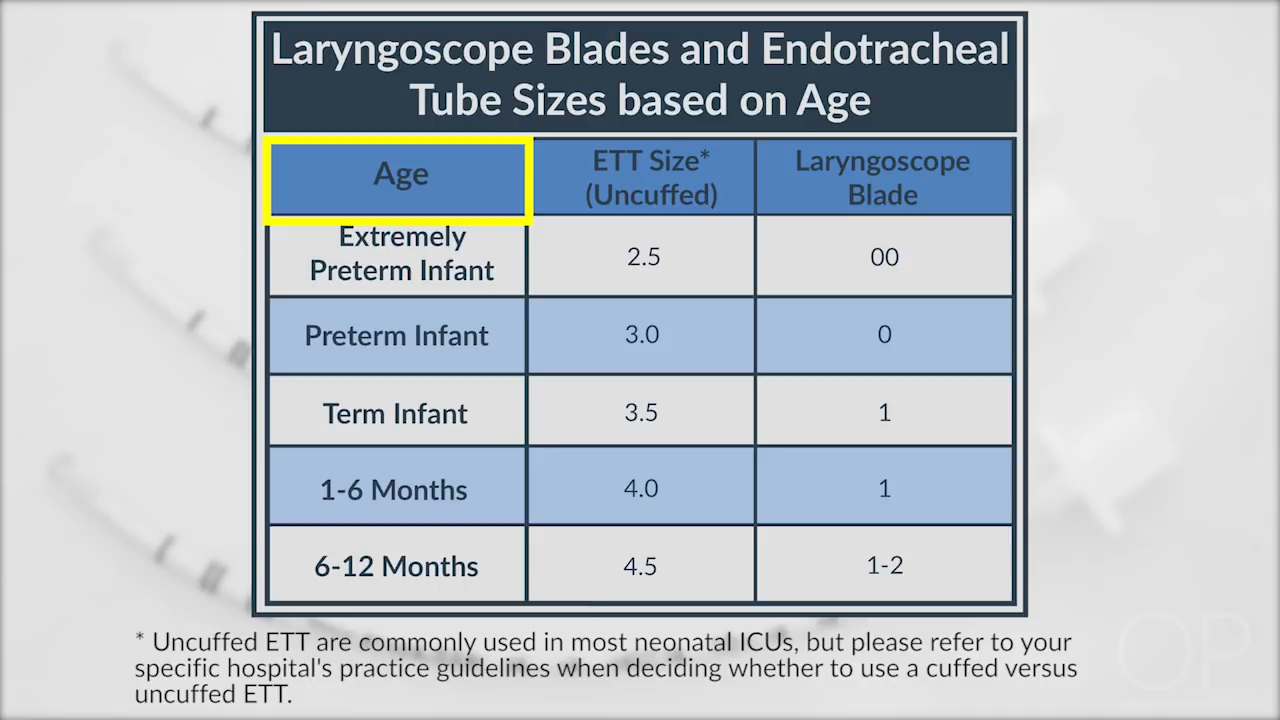 Laryngoscope Blades and Endotracheal
Tube Sizes based on Age
Age
ETT Size*
(Uncuffed)
Laryngoscope
Blade
Extremely
Preterm Infant
2.5
00
Preterm Infant
3.0
0
Term Infant
3.5
1
1-6 Months
4.0
1
6-12 Months
4.5
1-2
* Uncuffed ETT are commonly used in most neonatal ICUs, but please refer to your
specific hospital's practice guidelines when deciding whether to use a cuffed versus
uncuffed ETT.
OP